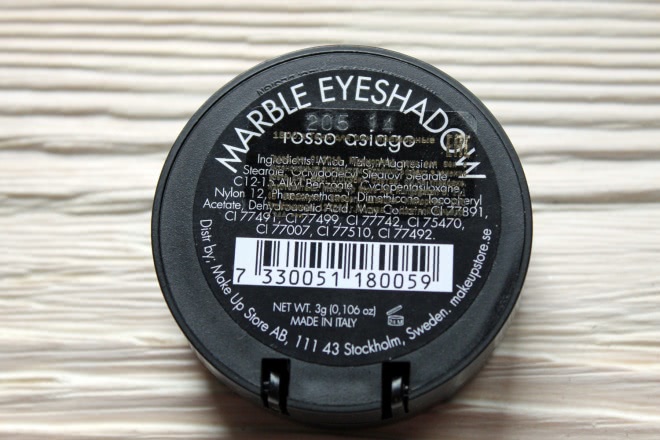 MARBLE EYESHADOW
205 14
rosso asiago
Ingredients: Mica, Talc, Magnesium
Stearate, Octyldodecyl Stearoyl Stearate,
C12-15 Alkyl Benzoate, Cyclopentasiloxane,
Nylon 12, Phenoxyethanol, Dimethicone, Tocopheryl
Acetate, Dehydroacetic Acid. May Contain: CI 77891,
CI 77491, CI 77499, CI 77742, CI 75470,
CI 77007, CI 77510, CI 77492.
7 330051 180059
NET WT. 3g (0,106 oz)
MADE IN ITALY
Distr by: Make Up Store AB, 111 43 Stockholm, Sweden. makeupstore.se